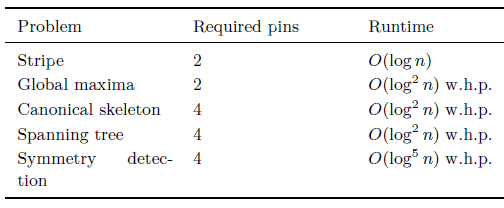 Problem Required pins Runtime
Stripe 2 O(log n)
Global maxima 2 O(log² n) w.h.p.
Canonical skeleton 4 O(log² n) w.h.p.
Spanning tree 4 O(log² n) w.h.p.
Symmetry detec- 4 O(log⁵ n) w.h.p.
tion